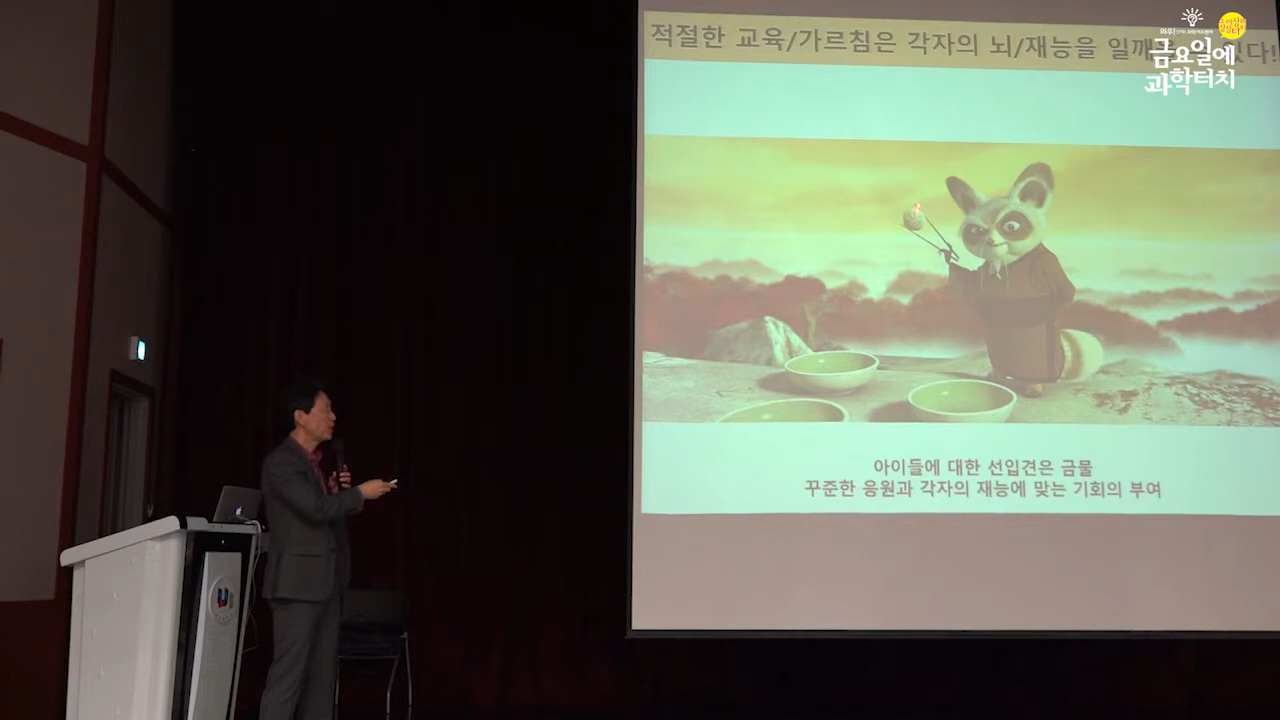 적절한 교육/가르침은 각자의 뇌/재능을 일깨울 있다!
금요일에
과학터치
아이들에 대한 선입견은 금물
꾸준한 응원과 각자의 재능에 맞는 기회의 부여